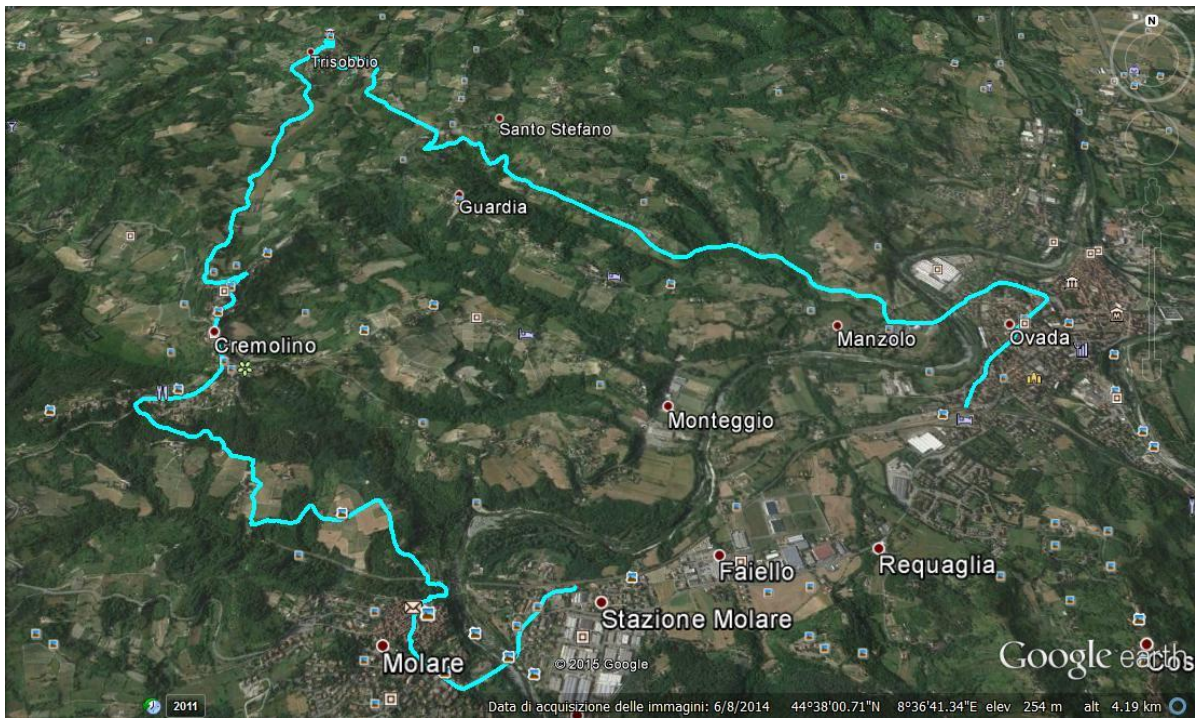 N
Trisobbio
Santo Stefano
Guardia
Cremolino
Manzolo
Ovada
M
Monteggio
Faiello
Requaglia
Stazione Molare
Molare
© 2015 Google
Google earth
Cos
2011
Data di acquisizione delle immagini: 6/8/2014 44°38'00.71"N 8°36'41.34"E elev 254 m alt 4.19 km